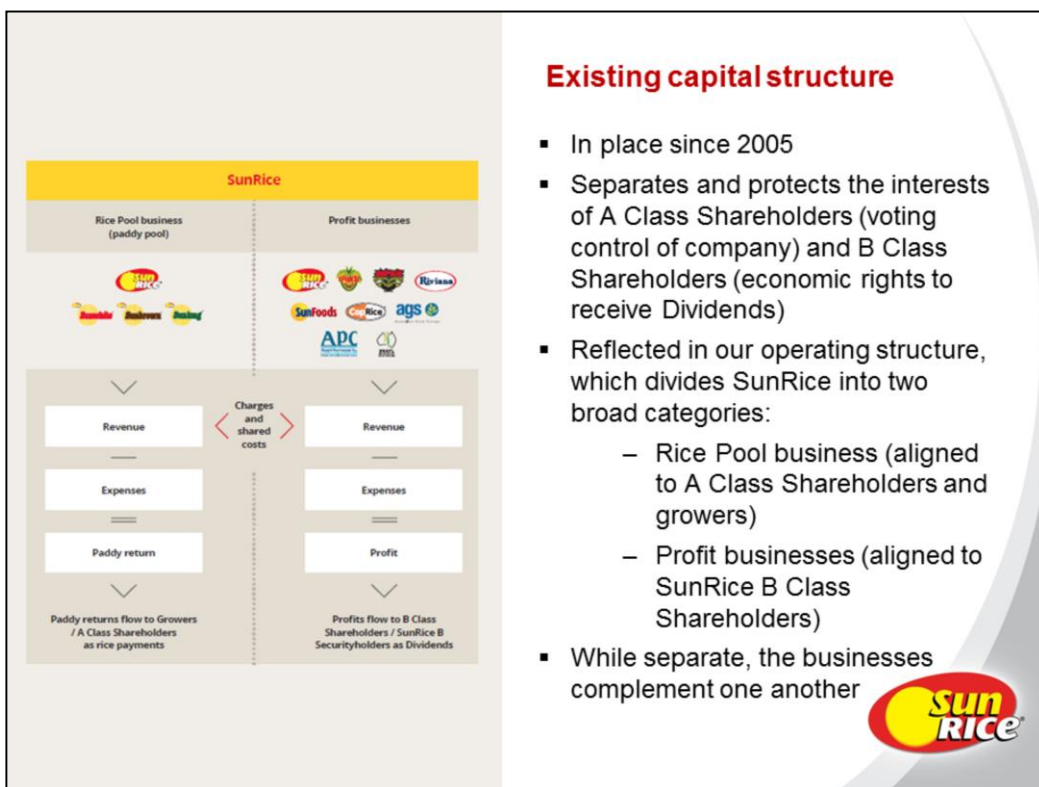 SunRice
Rice Pool business
(paddy pool)
Profit businesses
Sun
RICE
Sun
RICE
Riviana
SunFoods
CopRice
ags
APC
Revenue
Expenses
Paddy return
Charges
and
shared
costs
Revenue
Expenses
Profit
Paddy returns flow to Growers
/ A Class Shareholders
as rice payments
Profits flow to B Class
Shareholders / SunRice B
Securityholders as Dividends
Existing capital structure
▪ In place since 2005
▪ Separates and protects the interests
of A Class Shareholders (voting
control of company) and B Class
Shareholders (economic rights to
receive Dividends)
▪ Reflected in our operating structure,
which divides SunRice into two
broad categories:
– Rice Pool business (aligned
to A Class Shareholders and
growers)
– Profit businesses (aligned to
SunRice B Class
Shareholders)
▪ While separate, the businesses
complement one another
Sun
RICE